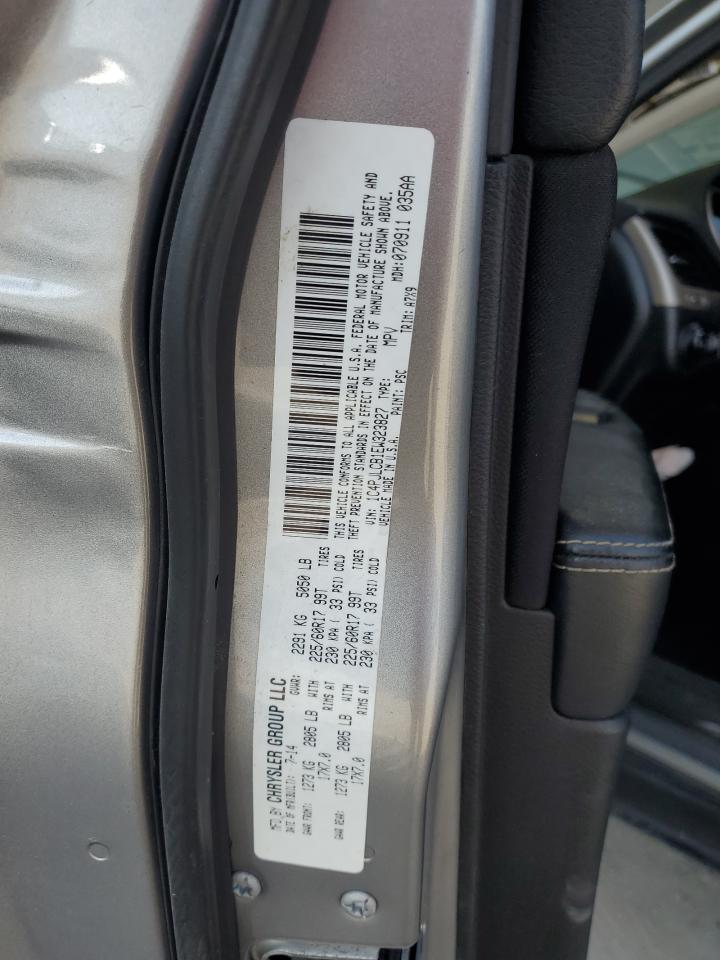 MFD BY CHRYSLER GROUP LLC
DATE OF MFR(BUILT): 7-14 GVWR: 2291 KG 5050 LB
GAWR FRONT: 1273 KG 2805 LB WITH 225/60R17 99T TIRES
17X7.0 RIMS AT 230 KPA ( 33 PSI) COLD
GAWR REAR: 1273 KG 2805 LB WITH 225/60R17 99T TIRES
17X7.0 RIMS AT 230 KPA ( 33 PSI) COLD
THIS VEHICLE CONFORMS TO ALL APPLICABLE U.S.A. FEDERAL MOTOR VEHICLE SAFETY AND
THEFT PREVENTION STANDARDS IN EFFECT ON THE DATE OF MANUFACTURE SHOWN ABOVE.
VIN: 1C4PJLCB1EW323827 TYPE: MPV MDH:070911 035AA
VEHICLE MADE IN U.S.A. PAINT: PSC TRIM: A7X9